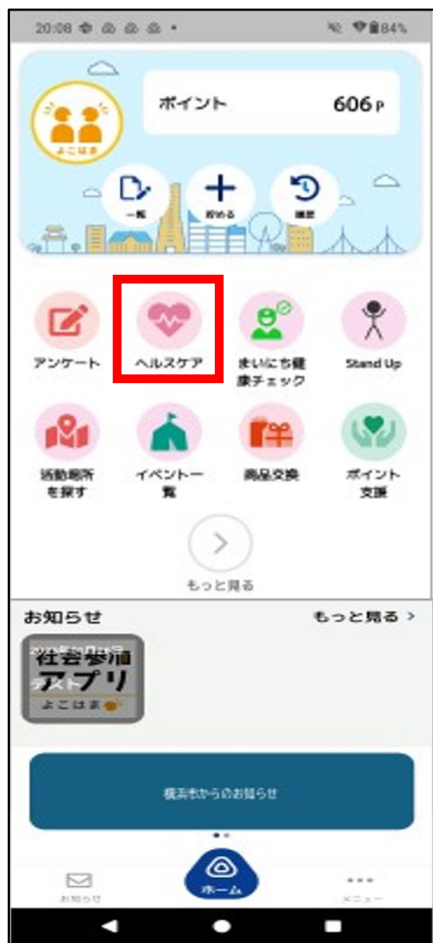 20:08
84%
ポイント
606 P
よこはま
一覧
貯める
履歴
アンケート
ヘルスケア
まいにち健
康チェック
Stand Up
活動場所
を探す
イベント一
覧
商品交換
ポイント
支援
もっと見る
お知らせ
もっと見る
社会参加
アプリ
テスト
よこはま
横浜市からのお知らせ
お知らせ
ホーム
メニュー